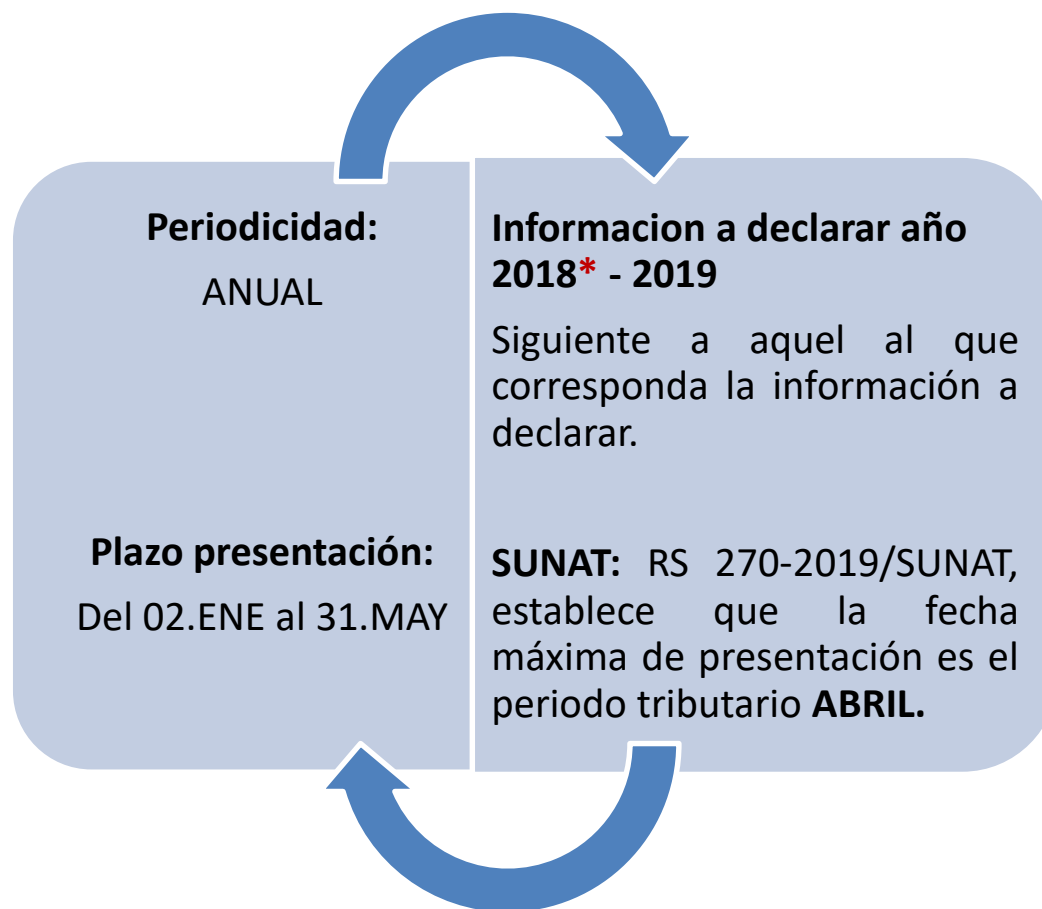 Periodicidad:
ANUAL
Plazo presentación:
Del 02.ENE al 31.MAY
Informacion a declarar año
2018* - 2019
Siguiente a aquel al que
corresponda la información a
declarar.
SUNAT: RS 270-2019/SUNAT,
establece que la fecha
máxima de presentación es el
periodo tributario ABRIL.